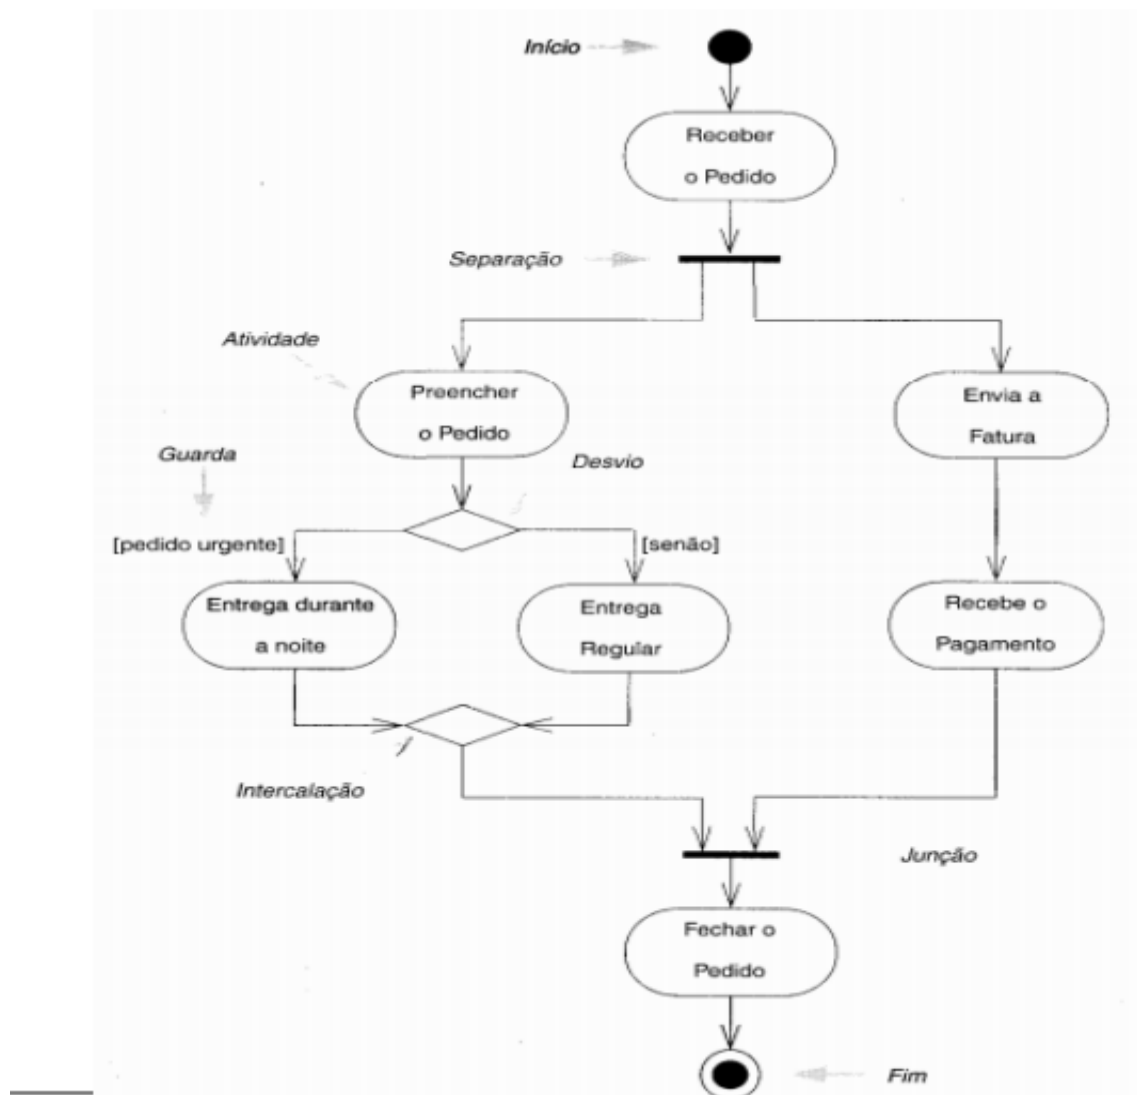 Início
Receber
o Pedido
Separação
Atividade
Preencher
o Pedido
Envia a
Fatura
Guarda
Desvio
[pedido urgente]
[senão]
Entrega durante
a noite
Entrega
Regular
Recebe o
Pagamento
Intercalação
Junção
Fechar o
Pedido
Fim